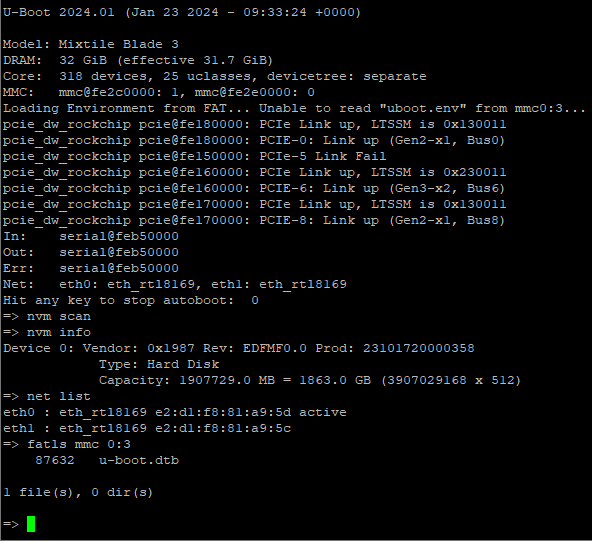 U-Boot 2024.01 (Jan 23 2024 - 09:33:24 +0000)
Model: Mixtile Blade 3
DRAM:  32 GiB (effective 31.7 GiB)
Core:  318 devices, 25 uclasses, devicetree: separate
MMC:   mmc@fe2c0000: 1, mmc@fe2e0000: 0
Loading Environment from FAT... Unable to read "uboot.env" from mmc0:3...
pcie_dw_rockchip pcie@fe180000: PCIe Link up, LTSSM is 0x130011
pcie_dw_rockchip pcie@fe180000: PCIE-0: Link up (Gen2-x1, Bus0)
pcie_dw_rockchip pcie@fe150000: PCIe-5 Link Fail
pcie_dw_rockchip pcie@fe160000: PCIe Link up, LTSSM is 0x230011
pcie_dw_rockchip pcie@fe160000: PCIE-6: Link up (Gen3-x2, Bus6)
pcie_dw_rockchip pcie@fe170000: PCIe Link up, LTSSM is 0x130011
pcie_dw_rockchip pcie@fe170000: PCIE-8: Link up (Gen2-x1, Bus8)
In:    serial@feb50000
Out:   serial@feb50000
Err:   serial@feb50000
Net:   eth0: eth_rtl8169, eth1: eth_rtl8169
Hit any key to stop autoboot:  0
=> nvm scan
=> nvm info
Device 0: Vendor: 0x1987 Rev: EDFMF0.0 Prod: 23101720000358
            Type: Hard Disk
            Capacity: 1907729.0 MB = 1863.0 GB (3907029168 x 512)
=> net list
eth0 : eth_rtl8169 e2:d1:f8:81:a9:5d active
eth1 : eth_rtl8169 e2:d1:f8:81:a9:5c
=> fatls mmc 0:3
    87632   u-boot.dtb
1 file(s), 0 dir(s)
=>